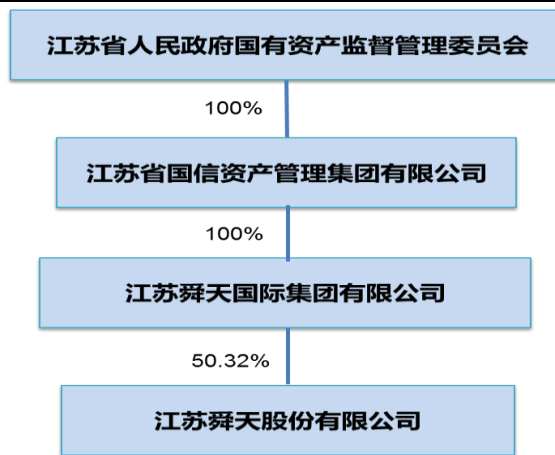 江苏省人民政府国有资产监督管理委员会
100%
江苏省国信资产管理集团有限公司
100%
江苏舜天国际集团有限公司
50.32%
江苏舜天股份有限公司